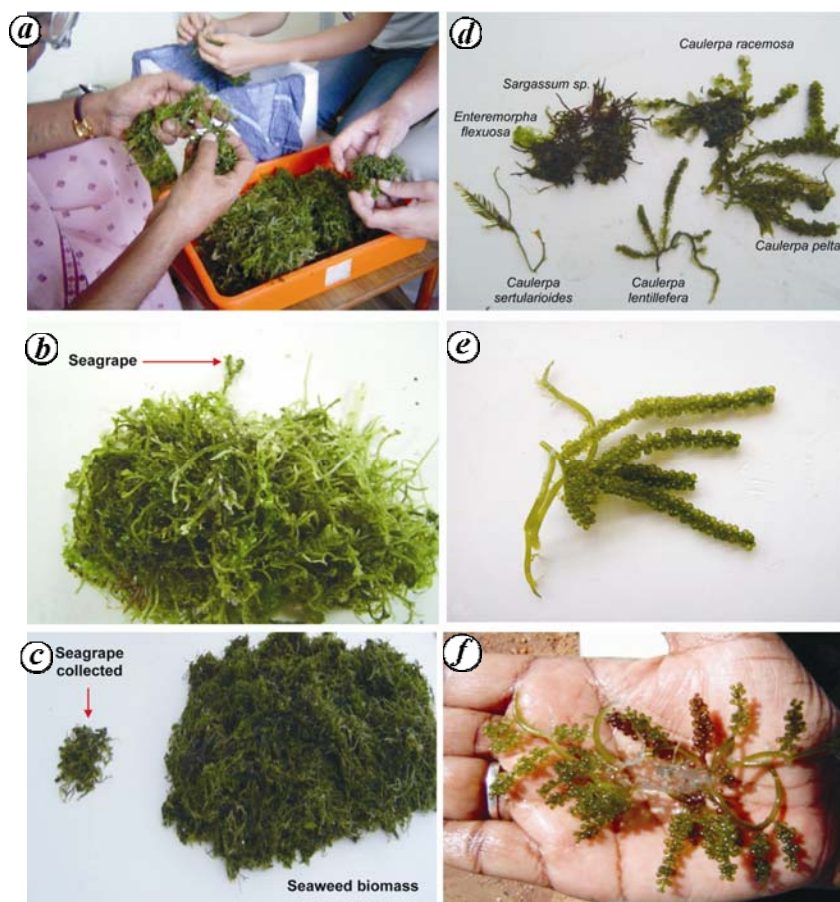 a
d
Caulerpa racemosa
Sargassum sp.
Enteremorpha
flexuosa
Caulerpa pelta
Caulerpa
sertularioides
Caulerpa
lentillefera
b
Seagrape
e
c
Seagrape
collected
Seaweed biomass
f